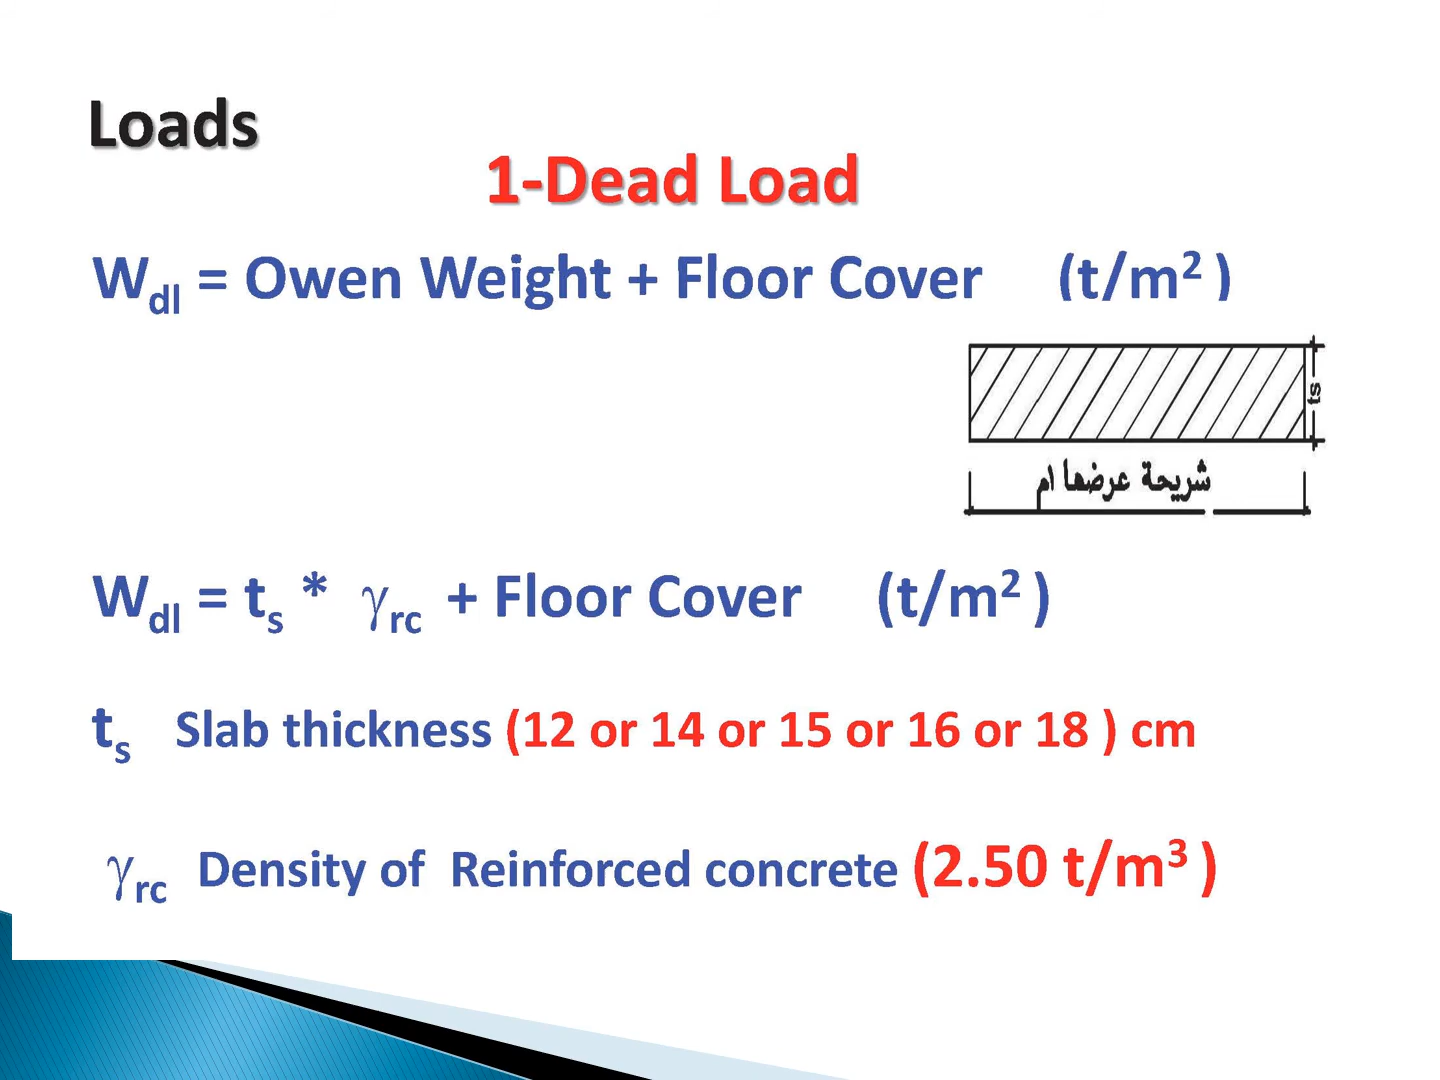 Loads
1-Dead Load
Wdl = Owen Weight + Floor Cover (t/m²)
ts
شريحة عرضها ١م
Wdl = ts * γrc + Floor Cover (t/m²)
ts Slab thickness (12 or 14 or 15 or 16 or 18 ) cm
γrc Density of Reinforced concrete (2.50 t/m³)